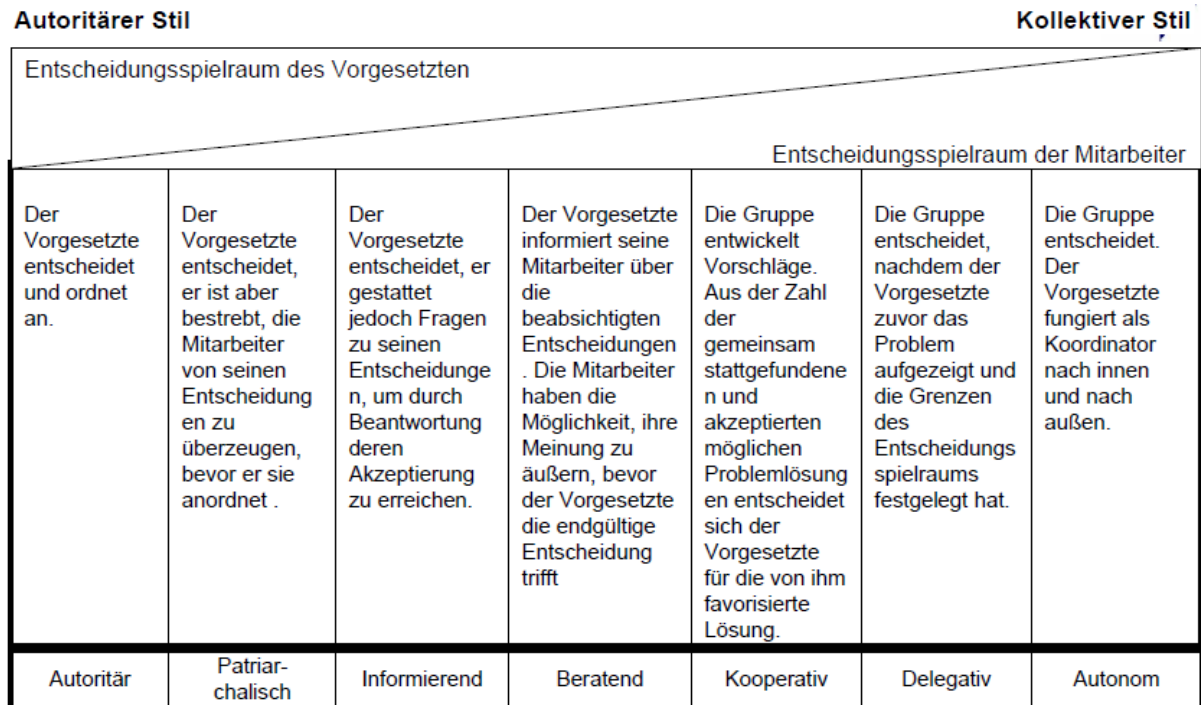 Autoritärer Stil
Kollektiver Stil
Entscheidungsspielraum des Vorgesetzten
Entscheidungsspielraum der Mitarbeiter
Der
Vorgesetzte
entscheidet
und ordnet
an.
Der
Vorgesetzte
entscheidet,
er ist aber
bestrebt, die
Mitarbeiter
von seinen
Entscheidung
en zu
überzeugen,
bevor er sie
anordnet .
Der
Vorgesetzte
entscheidet, er
gestattet
jedoch Fragen
zu seinen
Entscheidunge
n, um durch
Beantwortung
deren
Akzeptierung
zu erreichen.
Der Vorgesetzte
informiert seine
Mitarbeiter über
die
beabsichtigten
Entscheidungen
. Die Mitarbeiter
haben die
Möglichkeit, ihre
Meinung zu
äußern, bevor
der Vorgesetzte
die endgültige
Entscheidung
trifft
Die Gruppe
entwickelt
Vorschläge.
Aus der Zahl
der
gemeinsam
stattgefundene
n und
akzeptierten
möglichen
Problemlösung
en entscheidet
sich der
Vorgesetzte
für die von ihm
favorisierte
Lösung.
Die Gruppe
entscheidet,
nachdem der
Vorgesetzte
zuvor das
Problem
aufgezeigt und
die Grenzen
des
Entscheidungs
spielraums
festgelegt hat.
Die Gruppe
entscheidet.
Der
Vorgesetzte
fungiert als
Koordinator
nach innen
und nach
außen.
Autoritär
Patriar-
chalisch
Informierend
Beratend
Kooperativ
Delegativ
Autonom